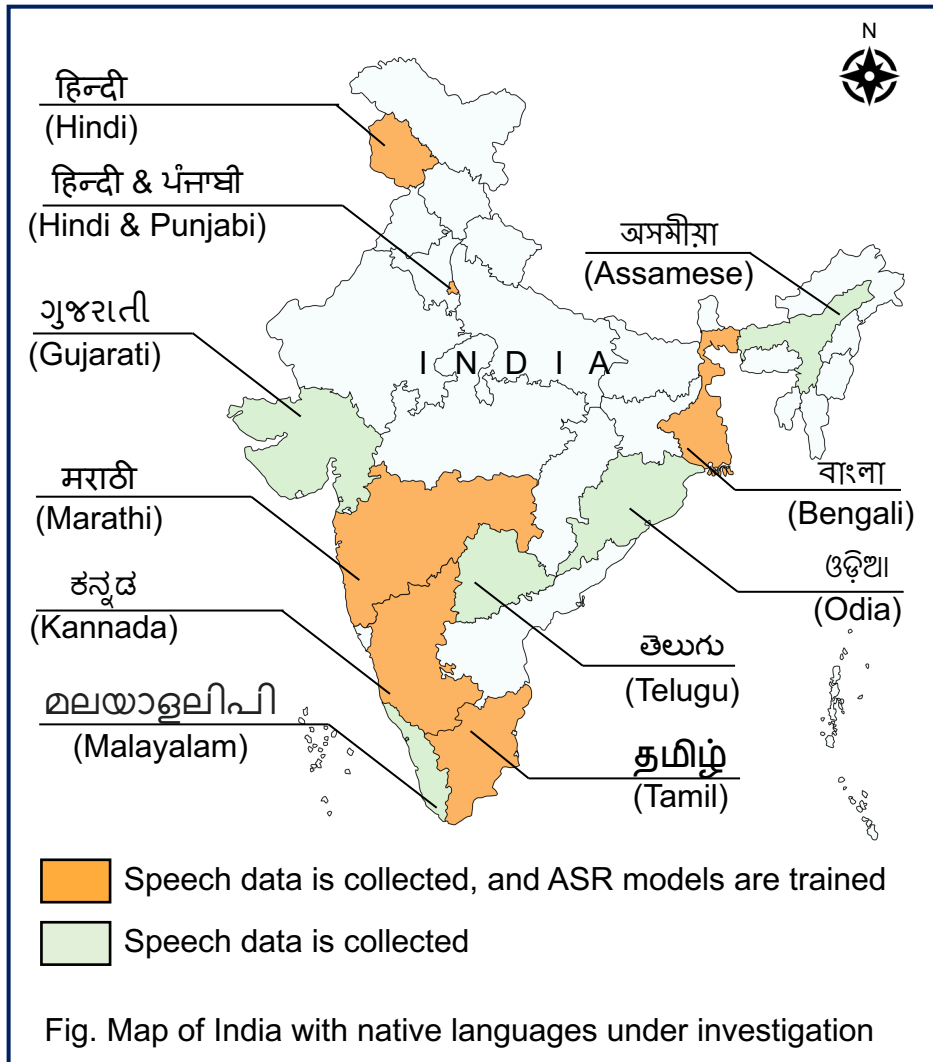 N
हिन्दी
(Hindi)
हिन्दी & ਪੰਜਾਬੀ
(Hindi & Punjabi)
অসমীয়া
(Assamese)
ગુજરાતી
(Gujarati)
INDIA
मराठी
(Marathi)
বাংলা
(Bengali)
ಕನ್ನಡ
(Kannada)
ଓଡ଼ିଆ
(Odia)
తెలుగు
(Telugu)
മലയാളലിപി
(Malayalam)
தமிழ்
(Tamil)
Speech data is collected, and ASR models are trained
Speech data is collected
Fig. Map of India with native languages under investigation